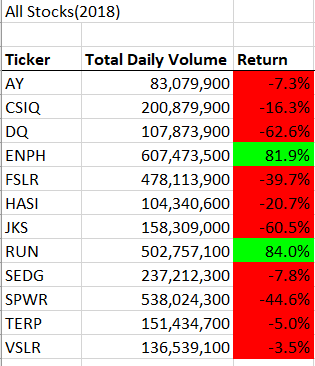 All Stocks(2018)
Ticker Total Daily Volume Return
AY 83,079,900 -7.3%
CSIQ 200,879,900 -16.3%
DQ 107,873,900 -62.6%
ENPH 607,473,500 81.9%
FSLR 478,113,900 -39.7%
HASI 104,340,600 -20.7%
JKS 158,309,000 -60.5%
RUN 502,757,100 84.0%
SEDG 237,212,300 -7.8%
SPWR 538,024,300 -44.6%
TERP 151,434,700 -5.0%
VSLR 136,539,100 -3.5%